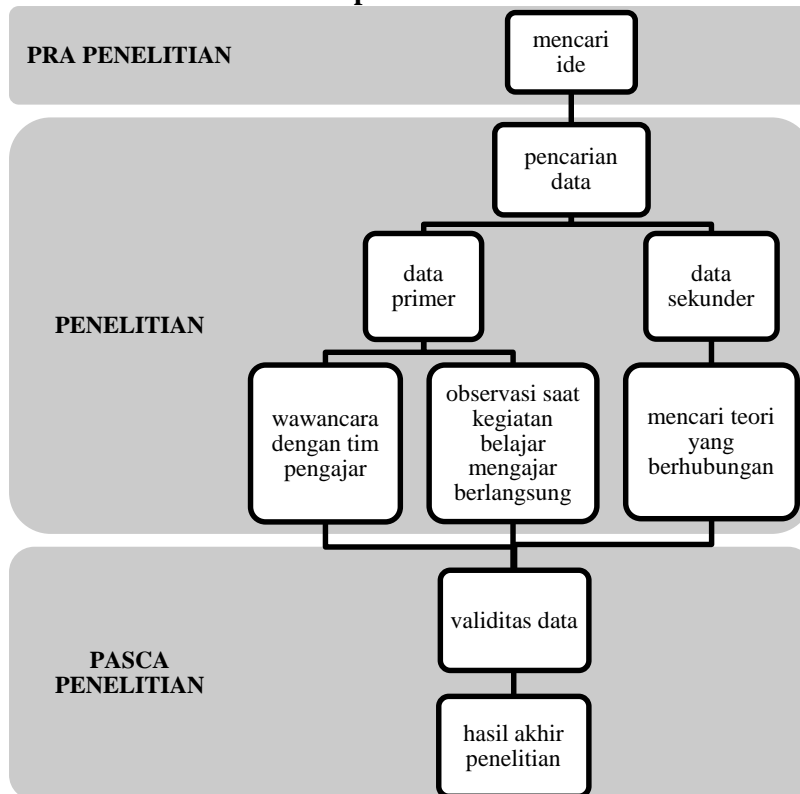 PRA PENELITIAN
mencari
ide
pencarian
data
data
primer
data
sekunder
PENELITIAN
wawancara
dengan tim
pengajar
observasi saat
kegiatan
belajar
mengajar
berlangsung
mencari teori
yang
berhubungan
validitas data
PASCA
PENELITIAN
hasil akhir
penelitian